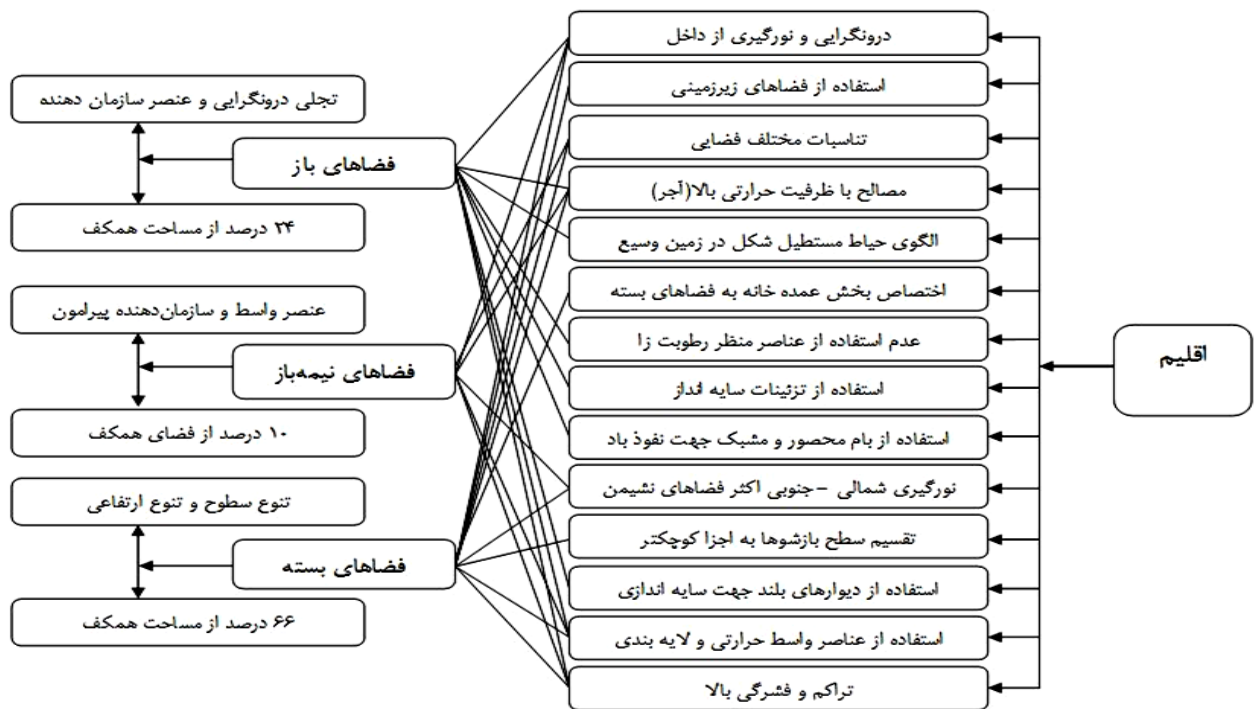 اقلیم
درونگرایی و نورگیری از داخل
استفاده از فضاهای زیرزمینی
تناسبات مختلف فضایی
مصالح با ظرفیت حرارتی بالا(آجر)
الگوی حیاط مستطیل شکل در زمین وسیع
اختصاص بخش عمده خانه به فضاهای بسته
عدم استفاده از عناصر منظر رطوبت زا
استفاده از تزئینات سایه انداز
استفاده از بام محصور و مشبک جهت نفوذ باد
نورگیری شمالی –جنوبی اکثر فضاهای نشیمن
تقسیم سطح بازشوها به اجزا کوچکتر
استفاده از دیوارهای بلند جهت سایه اندازی
استفاده از عناصر واسط حرارتی و لایه بندی
تراکم و فشرگی بالا
فضاهای باز
تجلی درونگرایی و عنصر سازمان دهنده
۲۴ درصد از مساحت همکف
فضاهای نیمه‌باز
عنصر واسط و سازمان‌دهنده پیرامون
۱۰ درصد از فضای همکف
فضاهای بسته
تنوع سطوح و تنوع ارتفاعی
۶۶ درصد از مساحت همکف